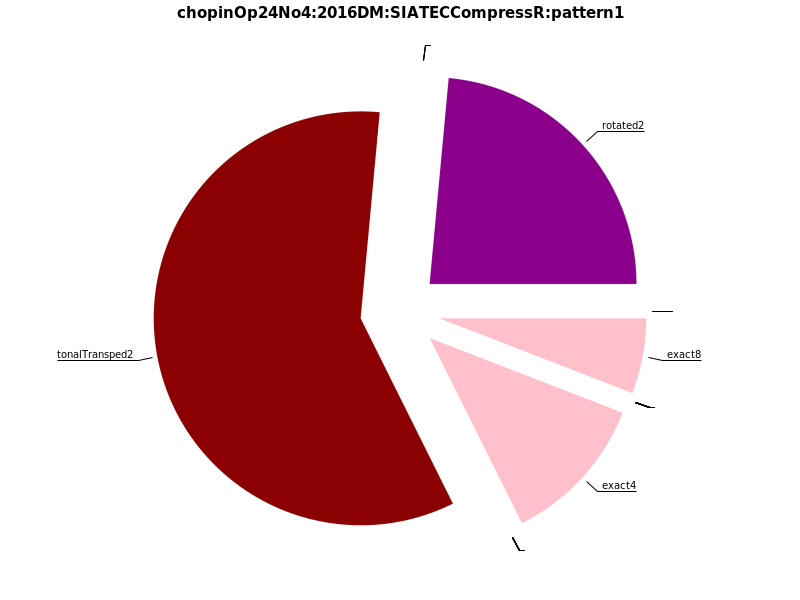 chopinOp24No4:2016DM:SIATECCompressR:pattern1
rotated2
tonalTransped2
exact8
exact4